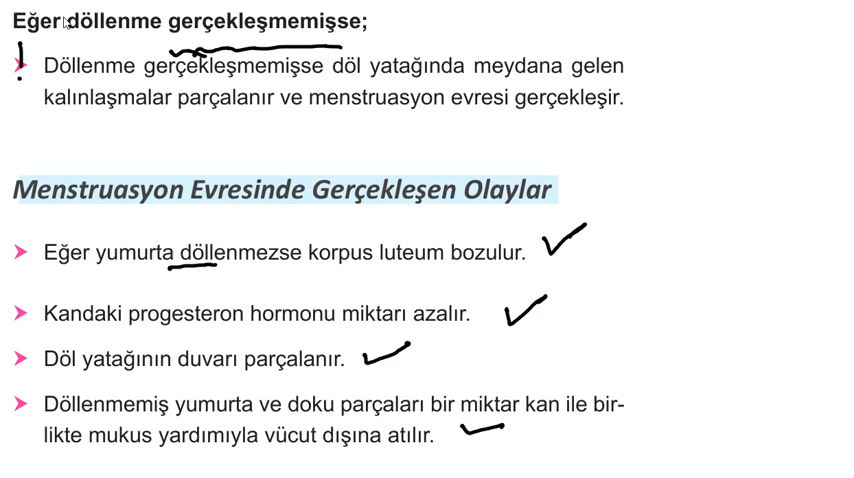 Eğer döllenme gerçekleşmemişse;
Döllenme gerçekleşmemişse döl yatağında meydana gelen
kalınlaşmalar parçalanır ve menstruasyon evresi gerçekleşir.
Menstruasyon Evresinde Gerçekleşen Olaylar
Eğer yumurta döllenmezse korpus luteum bozulur.
Kandaki progesteron hormonu miktarı azalır.
Döl yatağının duvarı parçalanır.
Döllenmemiş yumurta ve doku parçaları bir miktar kan ile bir-
likte mukus yardımıyla vücut dışına atılır.